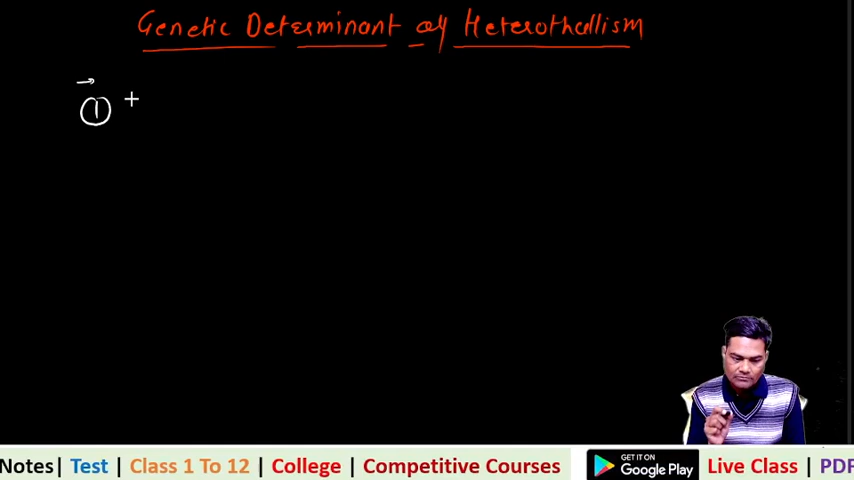 Genetic Determinant of Heterothallism
→
① +
Notes| Test | Class 1 To 12 | College | Competitive Courses GET IT ON Google Play Live Class | PDF